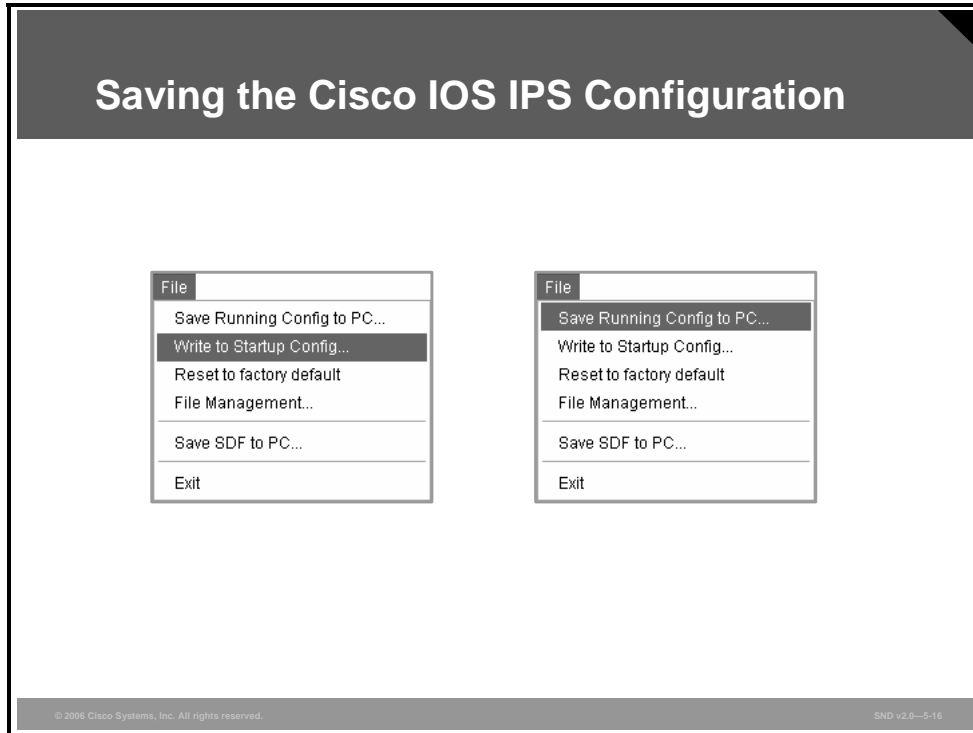 Saving the Cisco IOS IPS Configuration
File
Save Running Config to PC...
Write to Startup Config...
Reset to factory default
File Management...
Save SDF to PC...
Exit
File
Save Running Config to PC...
Write to Startup Config...
Reset to factory default
File Management...
Save SDF to PC...
Exit
© 2006 Cisco Systems, Inc. All rights reserved.
SND v2.0—5-16